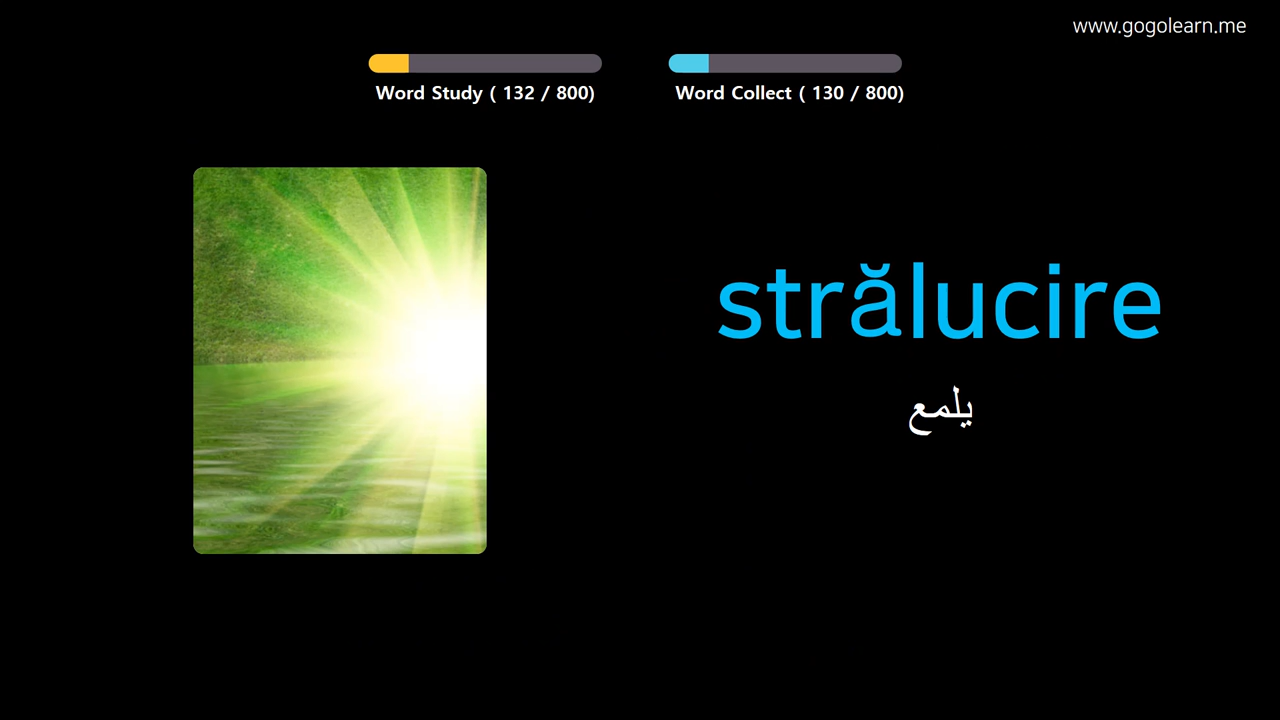 www.gogolearn.me
Word Study ( 132 / 800)
Word Collect ( 130 / 800)
strălucire
يلمع